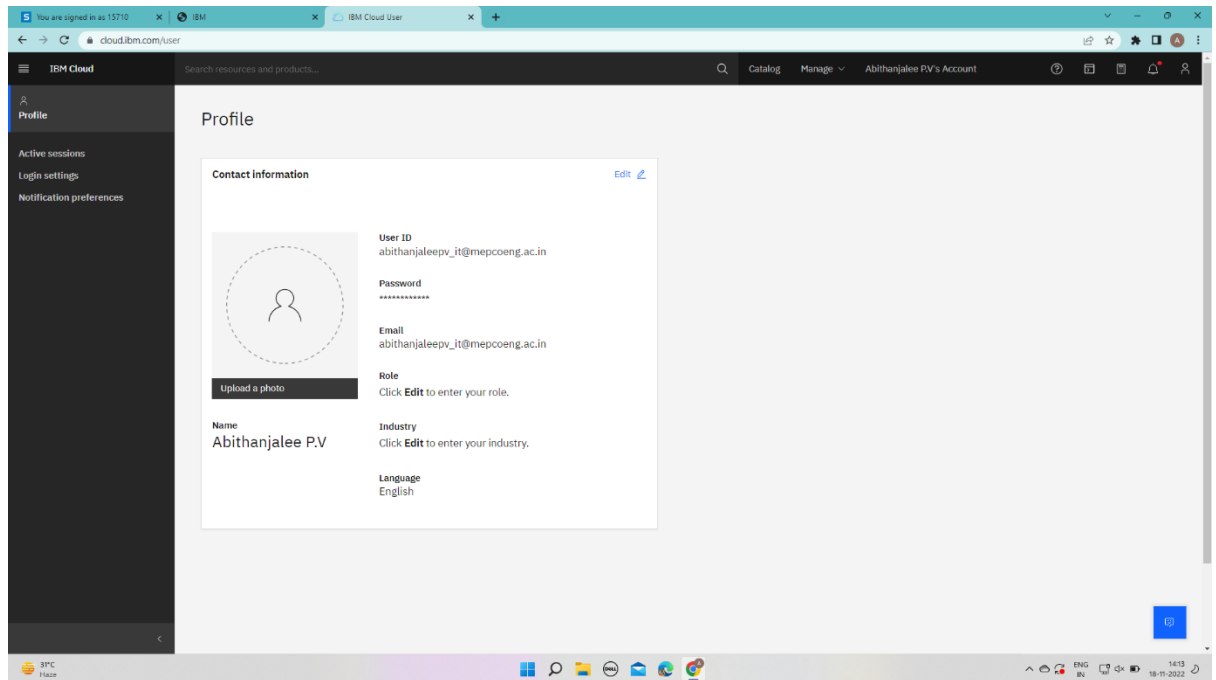 S You are signed in as 15710
IBM
IBM Cloud User
cloud.ibm.com/user
A
IBM Cloud
Search resources and products...
Catalog Manage Abithanjalee P.V's Account
Profile
Active sessions
Login settings
Notification preferences
Profile
Contact information Edit
Upload a photo
Name
Abithanjalee P.V
User ID
abithanjaleepv_it@mepcoeng.ac.in
Password
************
Email
abithanjaleepv_it@mepcoeng.ac.in
Role
Click Edit to enter your role.
Industry
Click Edit to enter your industry.
Language
English
31°C
Haze
DELL
ENG
IN
14:13
18-11-2022